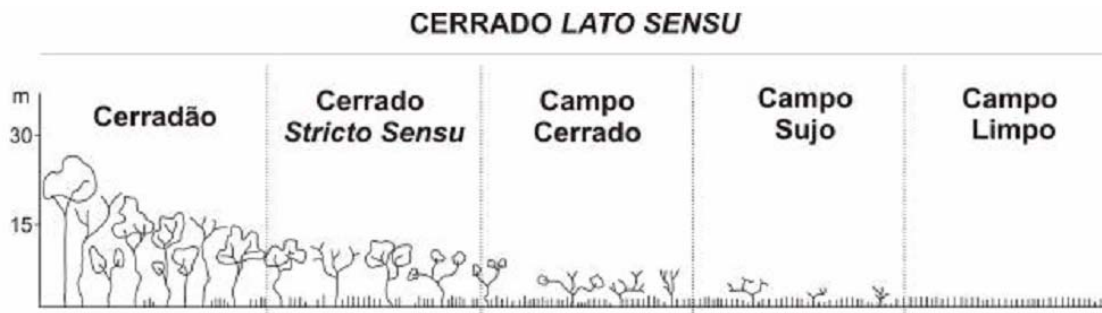 CERRADO LATO SENSU
m
30
15
Cerradão
Cerrado
Stricto Sensu
Campo
Cerrado
Campo
Sujo
Campo
Limpo